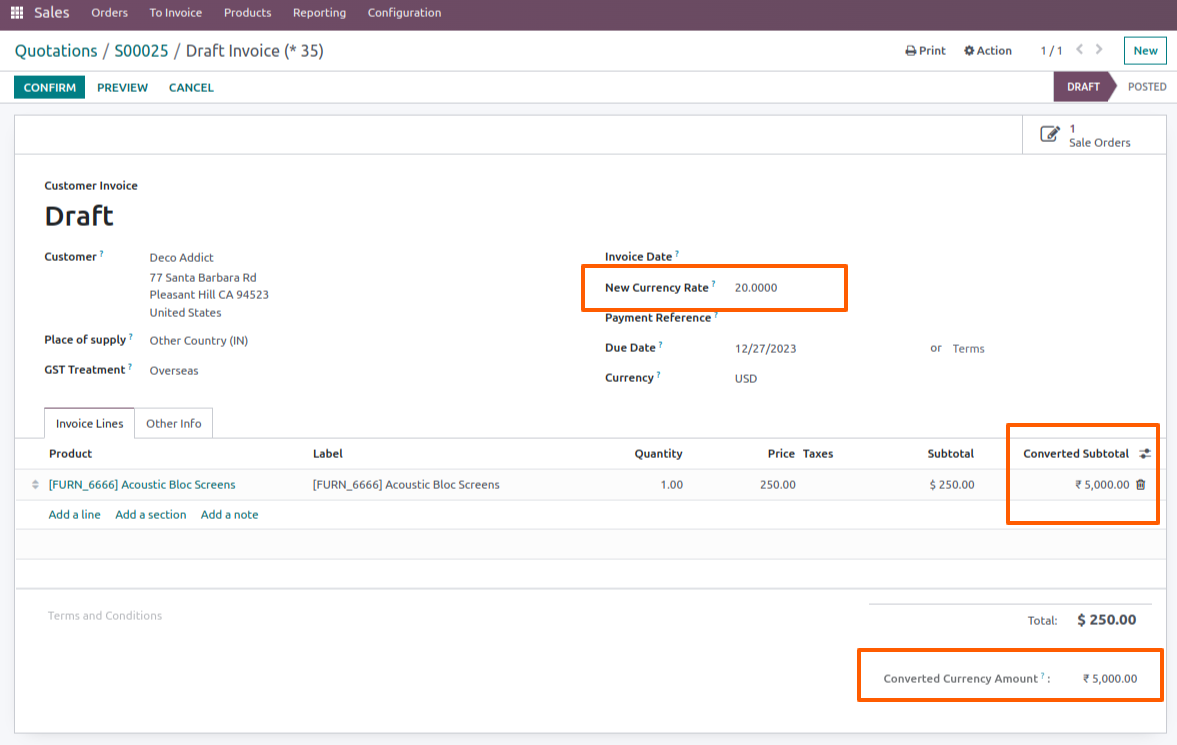 Sales Orders To Invoice Products Reporting Configuration
Quotations / S00025 / Draft Invoice (* 35) Print Action 1 / 1 New
CONFIRM PREVIEW CANCEL DRAFT POSTED
1
Sale Orders
Customer Invoice
Draft
Customer ? Deco Addict
77 Santa Barbara Rd
Pleasant Hill CA 94523
United States
Place of supply ? Other Country (IN)
GST Treatment ? Overseas
Invoice Date ?
New Currency Rate ? 20.0000
Payment Reference ?
Due Date ? 12/27/2023 or Terms
Currency ? USD
Invoice Lines Other Info
Product Label Quantity Price Taxes Subtotal Converted Subtotal
[FURN_6666] Acoustic Bloc Screens [FURN_6666] Acoustic Bloc Screens 1.00 250.00 $ 250.00 ₹ 5,000.00
Add a line Add a section Add a note
Terms and Conditions
Total: $ 250.00
Converted Currency Amount ? : ₹ 5,000.00